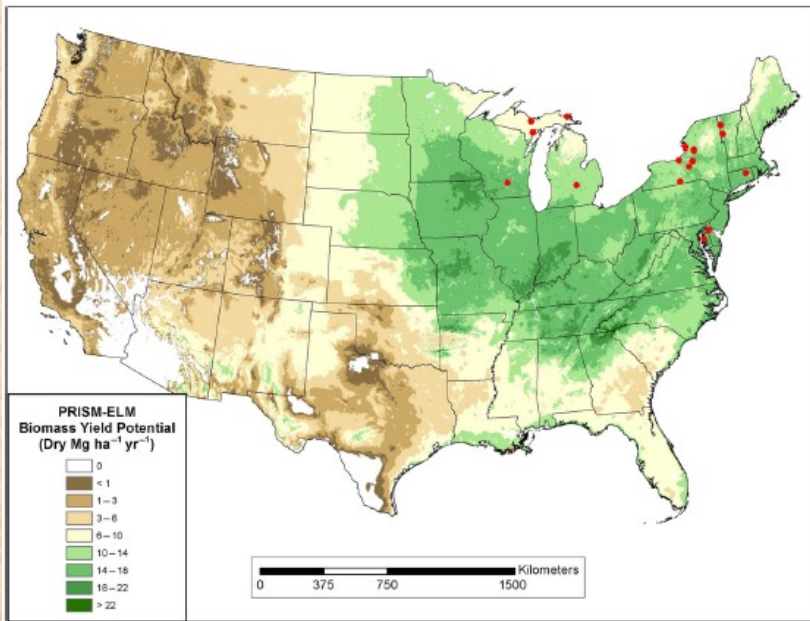 PRISM-ELM
Biomass Yield Potential
(Dry Mg ha⁻¹ yr⁻¹)
0
< 1
1 – 3
3 – 6
6 – 10
10 – 14
14 – 18
18 – 22
> 22
Kilometers
0 375 750 1500